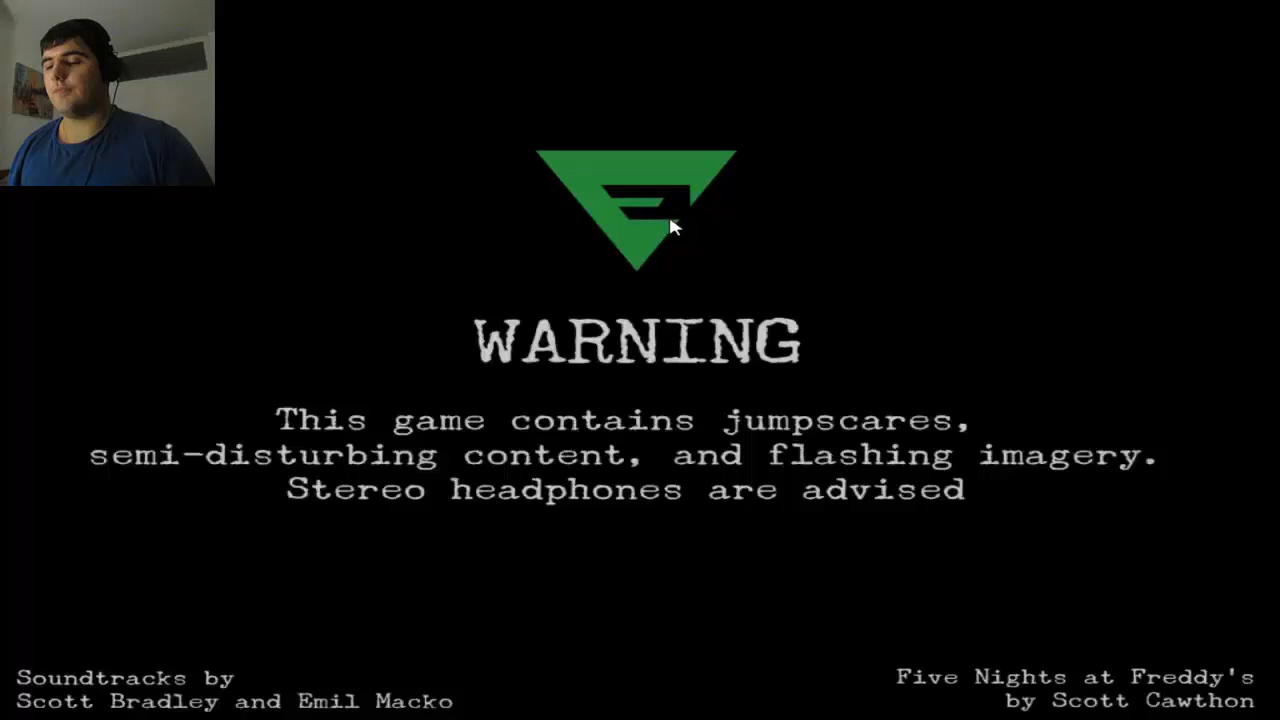 WARNING
This game contains jumpscares,
semi-disturbing content, and flashing imagery.
Stereo headphones are advised
Soundtracks by
Scott Bradley and Emil Macko
Five Nights at Freddy's
by Scott Cawthon